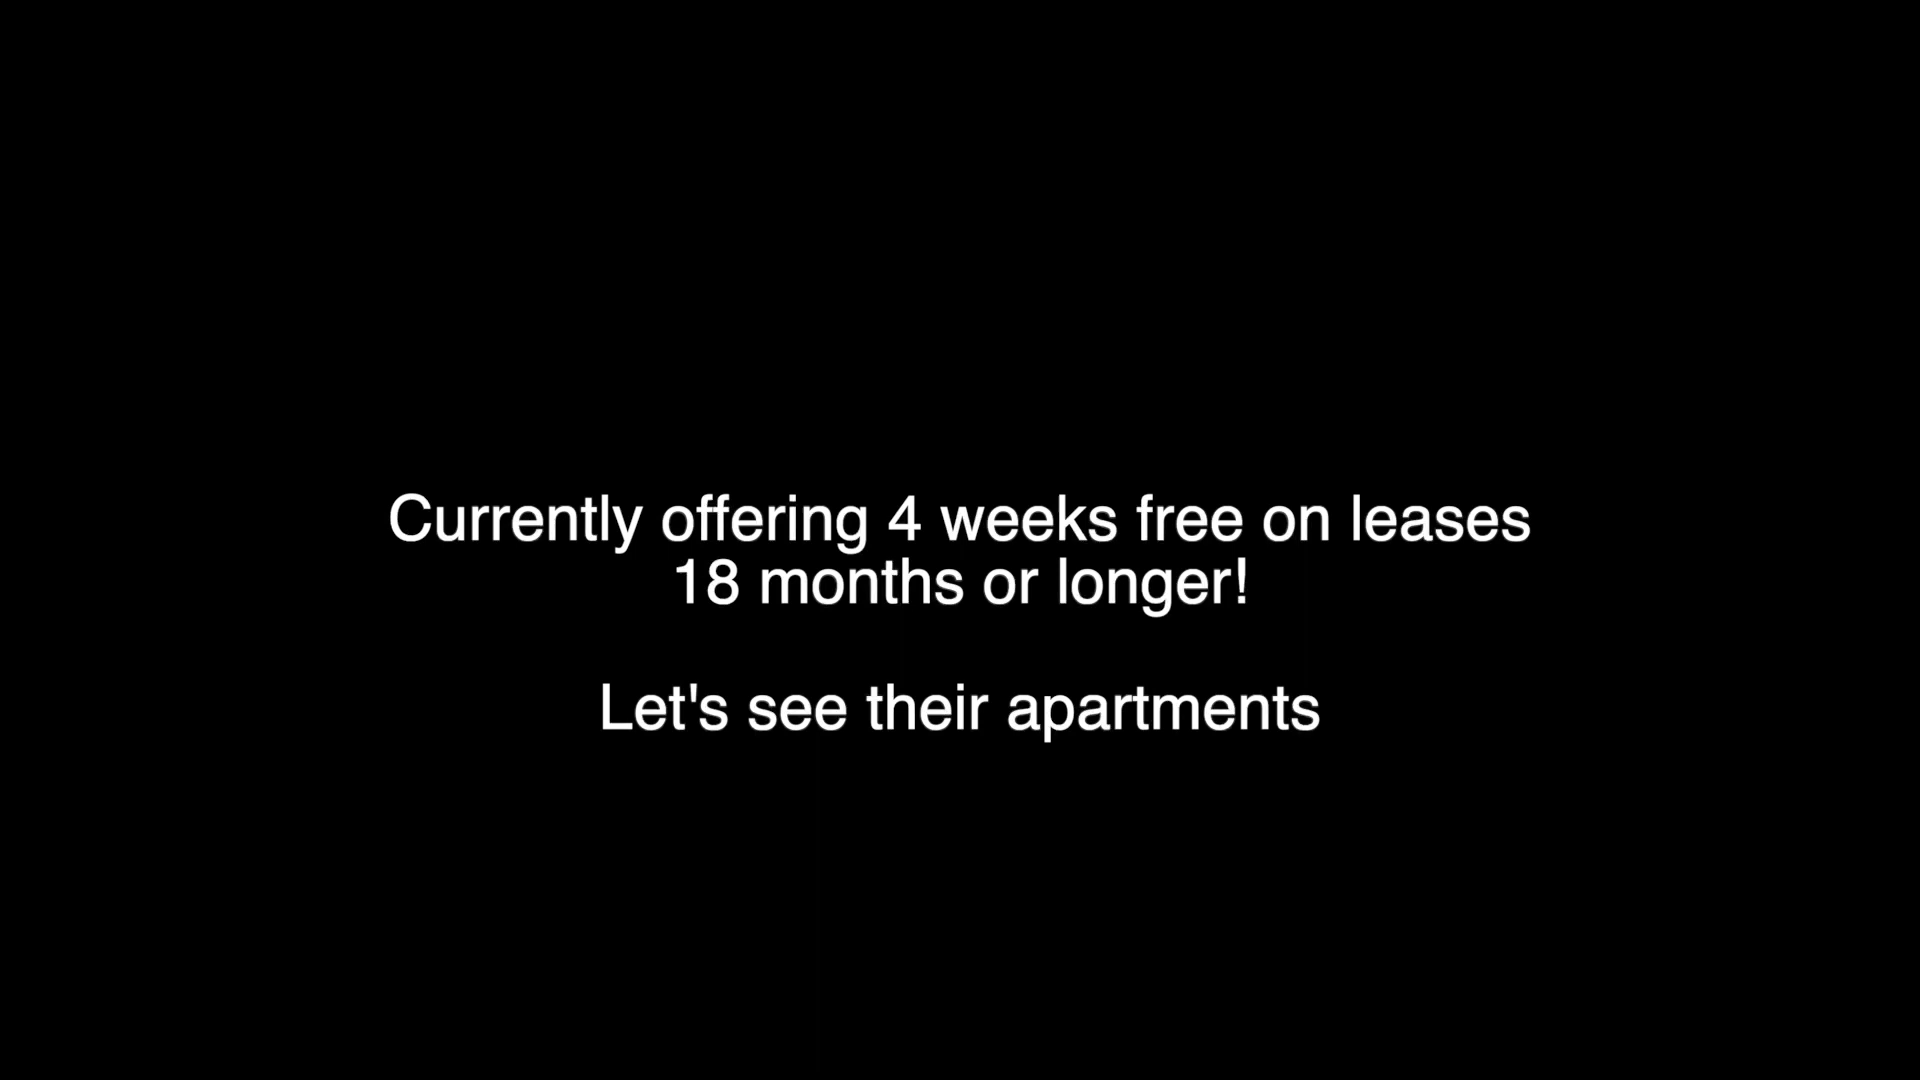 Currently offering 4 weeks free on leases
18 months or longer!
Let's see their apartments